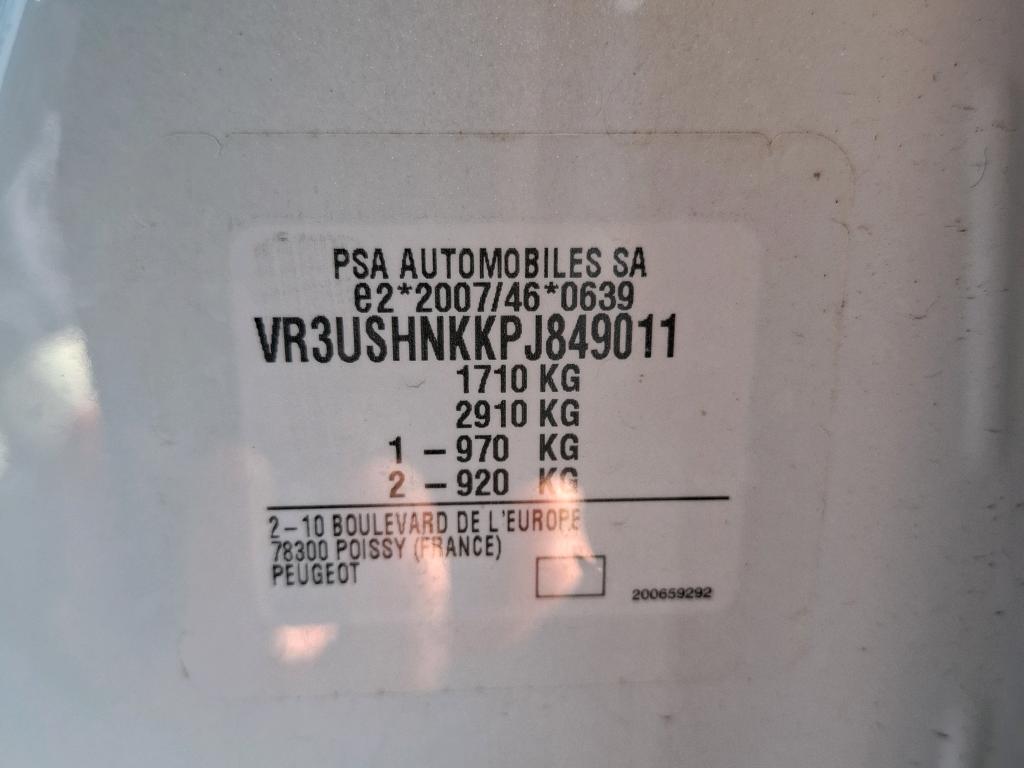 PSA AUTOMOBILES SA
e2*2007/46*0639
VR3USHNKKPJ849011
1710 KG
2910 KG
1 – 970 KG
2 – 920 KG
2–10 BOULEVARD DE L'EUROPE
78300 POISSY (FRANCE)
PEUGEOT
200659292